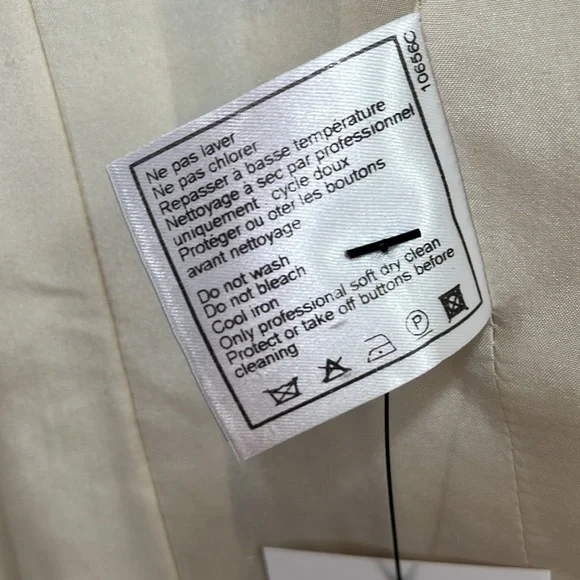 10656C
Ne pas laver
Ne pas chlorer
Repasser à basse température
Nettoyage à sec par professionnel
uniquement cycle doux
Protéger ou oter les boutons
avant nettoyage
Do not wash
Do not bleach
Cool iron
Only professional soft dry clean
Protect or take off buttons before
cleaning
P